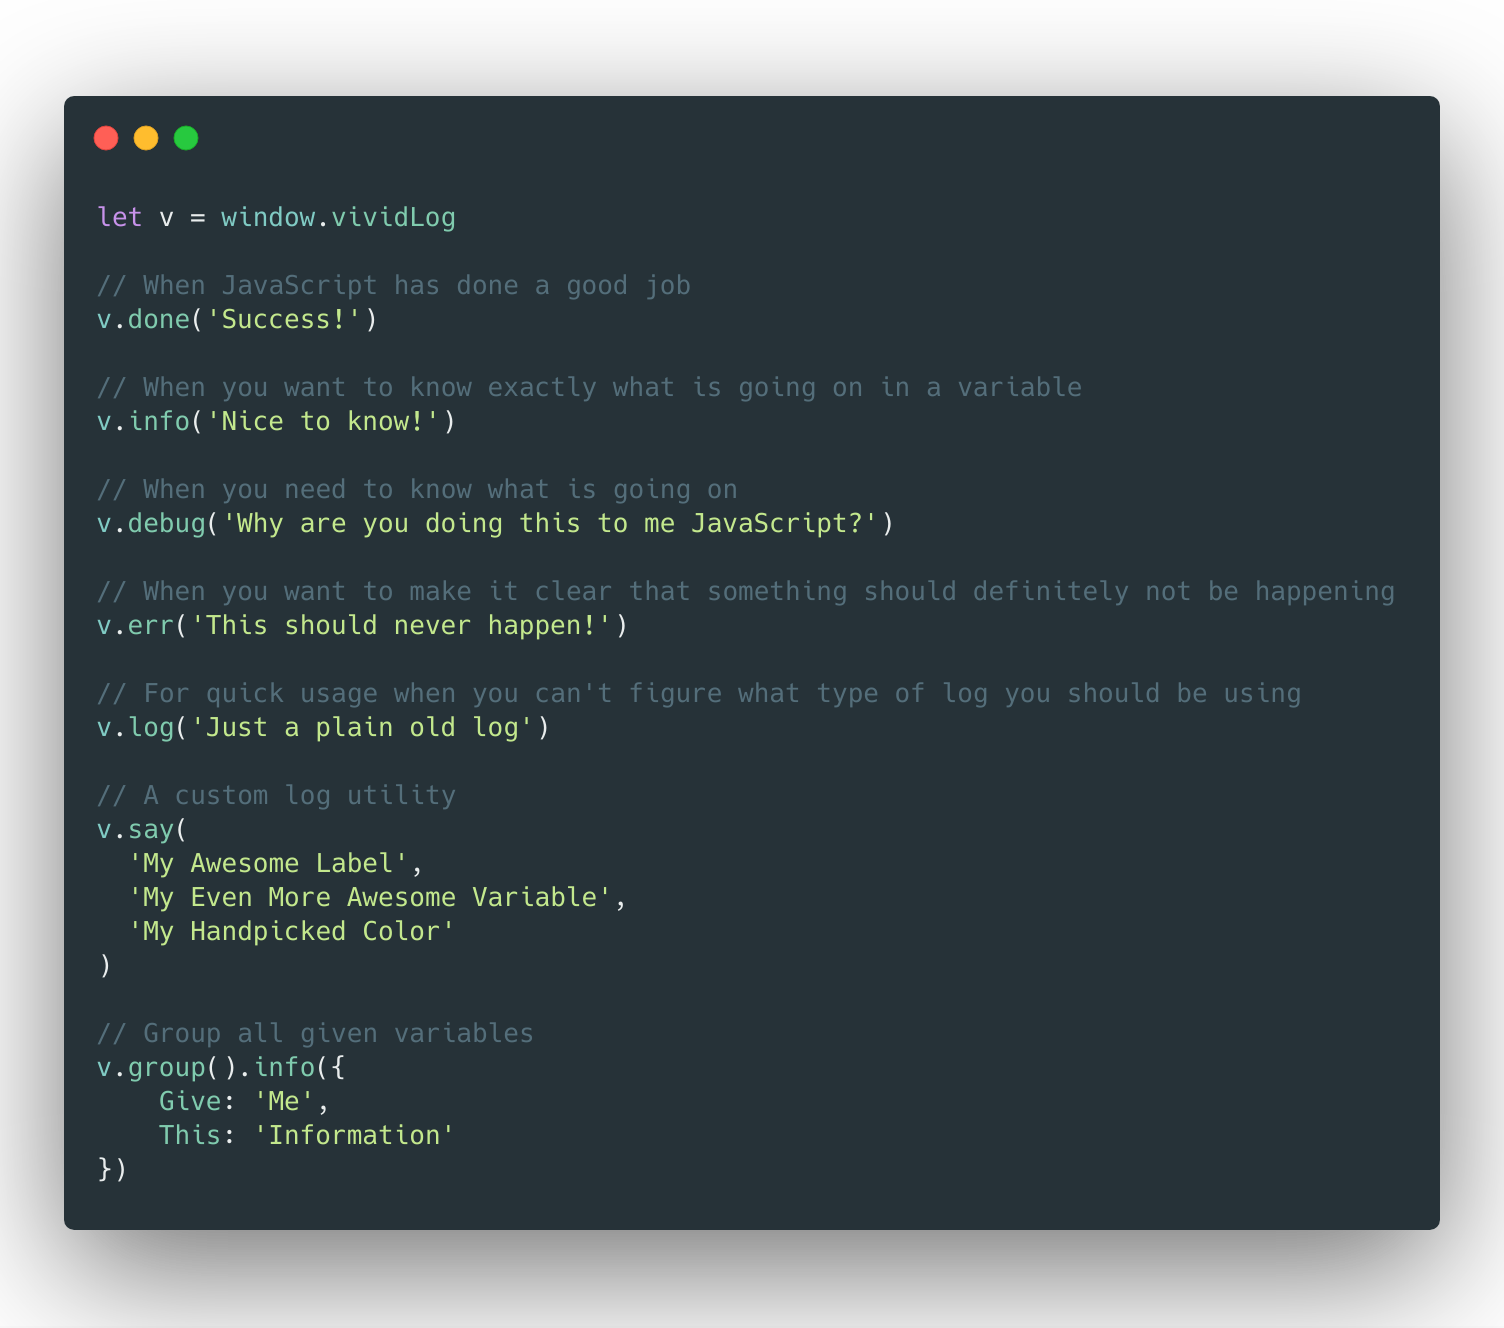 let v = window.vividLog

// When JavaScript has done a good job
v.done('Success!')

// When you want to know exactly what is going on in a variable
v.info('Nice to know!')

// When you need to know what is going on
v.debug('Why are you doing this to me JavaScript?')

// When you want to make it clear that something should definitely not be happening
v.err('This should never happen!')

// For quick usage when you can't figure what type of log you should be using
v.log('Just a plain old log')

// A custom log utility
v.say(
  'My Awesome Label',
  'My Even More Awesome Variable',
  'My Handpicked Color'
)

// Group all given variables
v.group().info({
    Give: 'Me',
    This: 'Information'
})